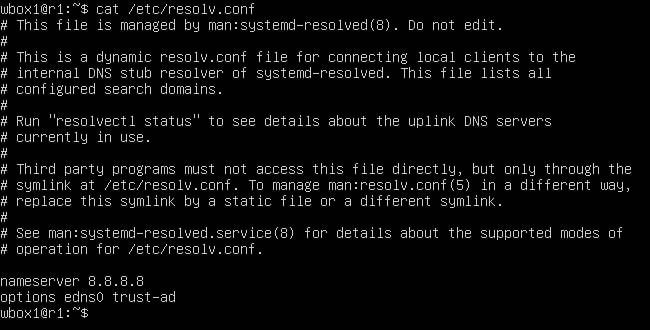 wbox1@r1:~$ cat /etc/resolv.conf
# This file is managed by man:systemd-resolved(8). Do not edit.
#
# This is a dynamic resolv.conf file for connecting local clients to the
# internal DNS stub resolver of systemd-resolved. This file lists all
# configured search domains.
#
# Run "resolvectl status" to see details about the uplink DNS servers
# currently in use.
#
# Third party programs must not access this file directly, but only through the
# symlink at /etc/resolv.conf. To manage man:resolv.conf(5) in a different way,
# replace this symlink by a static file or a different symlink.
#
# See man:systemd-resolved.service(8) for details about the supported modes of
# operation for /etc/resolv.conf.

nameserver 8.8.8.8
options edns0 trust-ad
wbox1@r1:~$